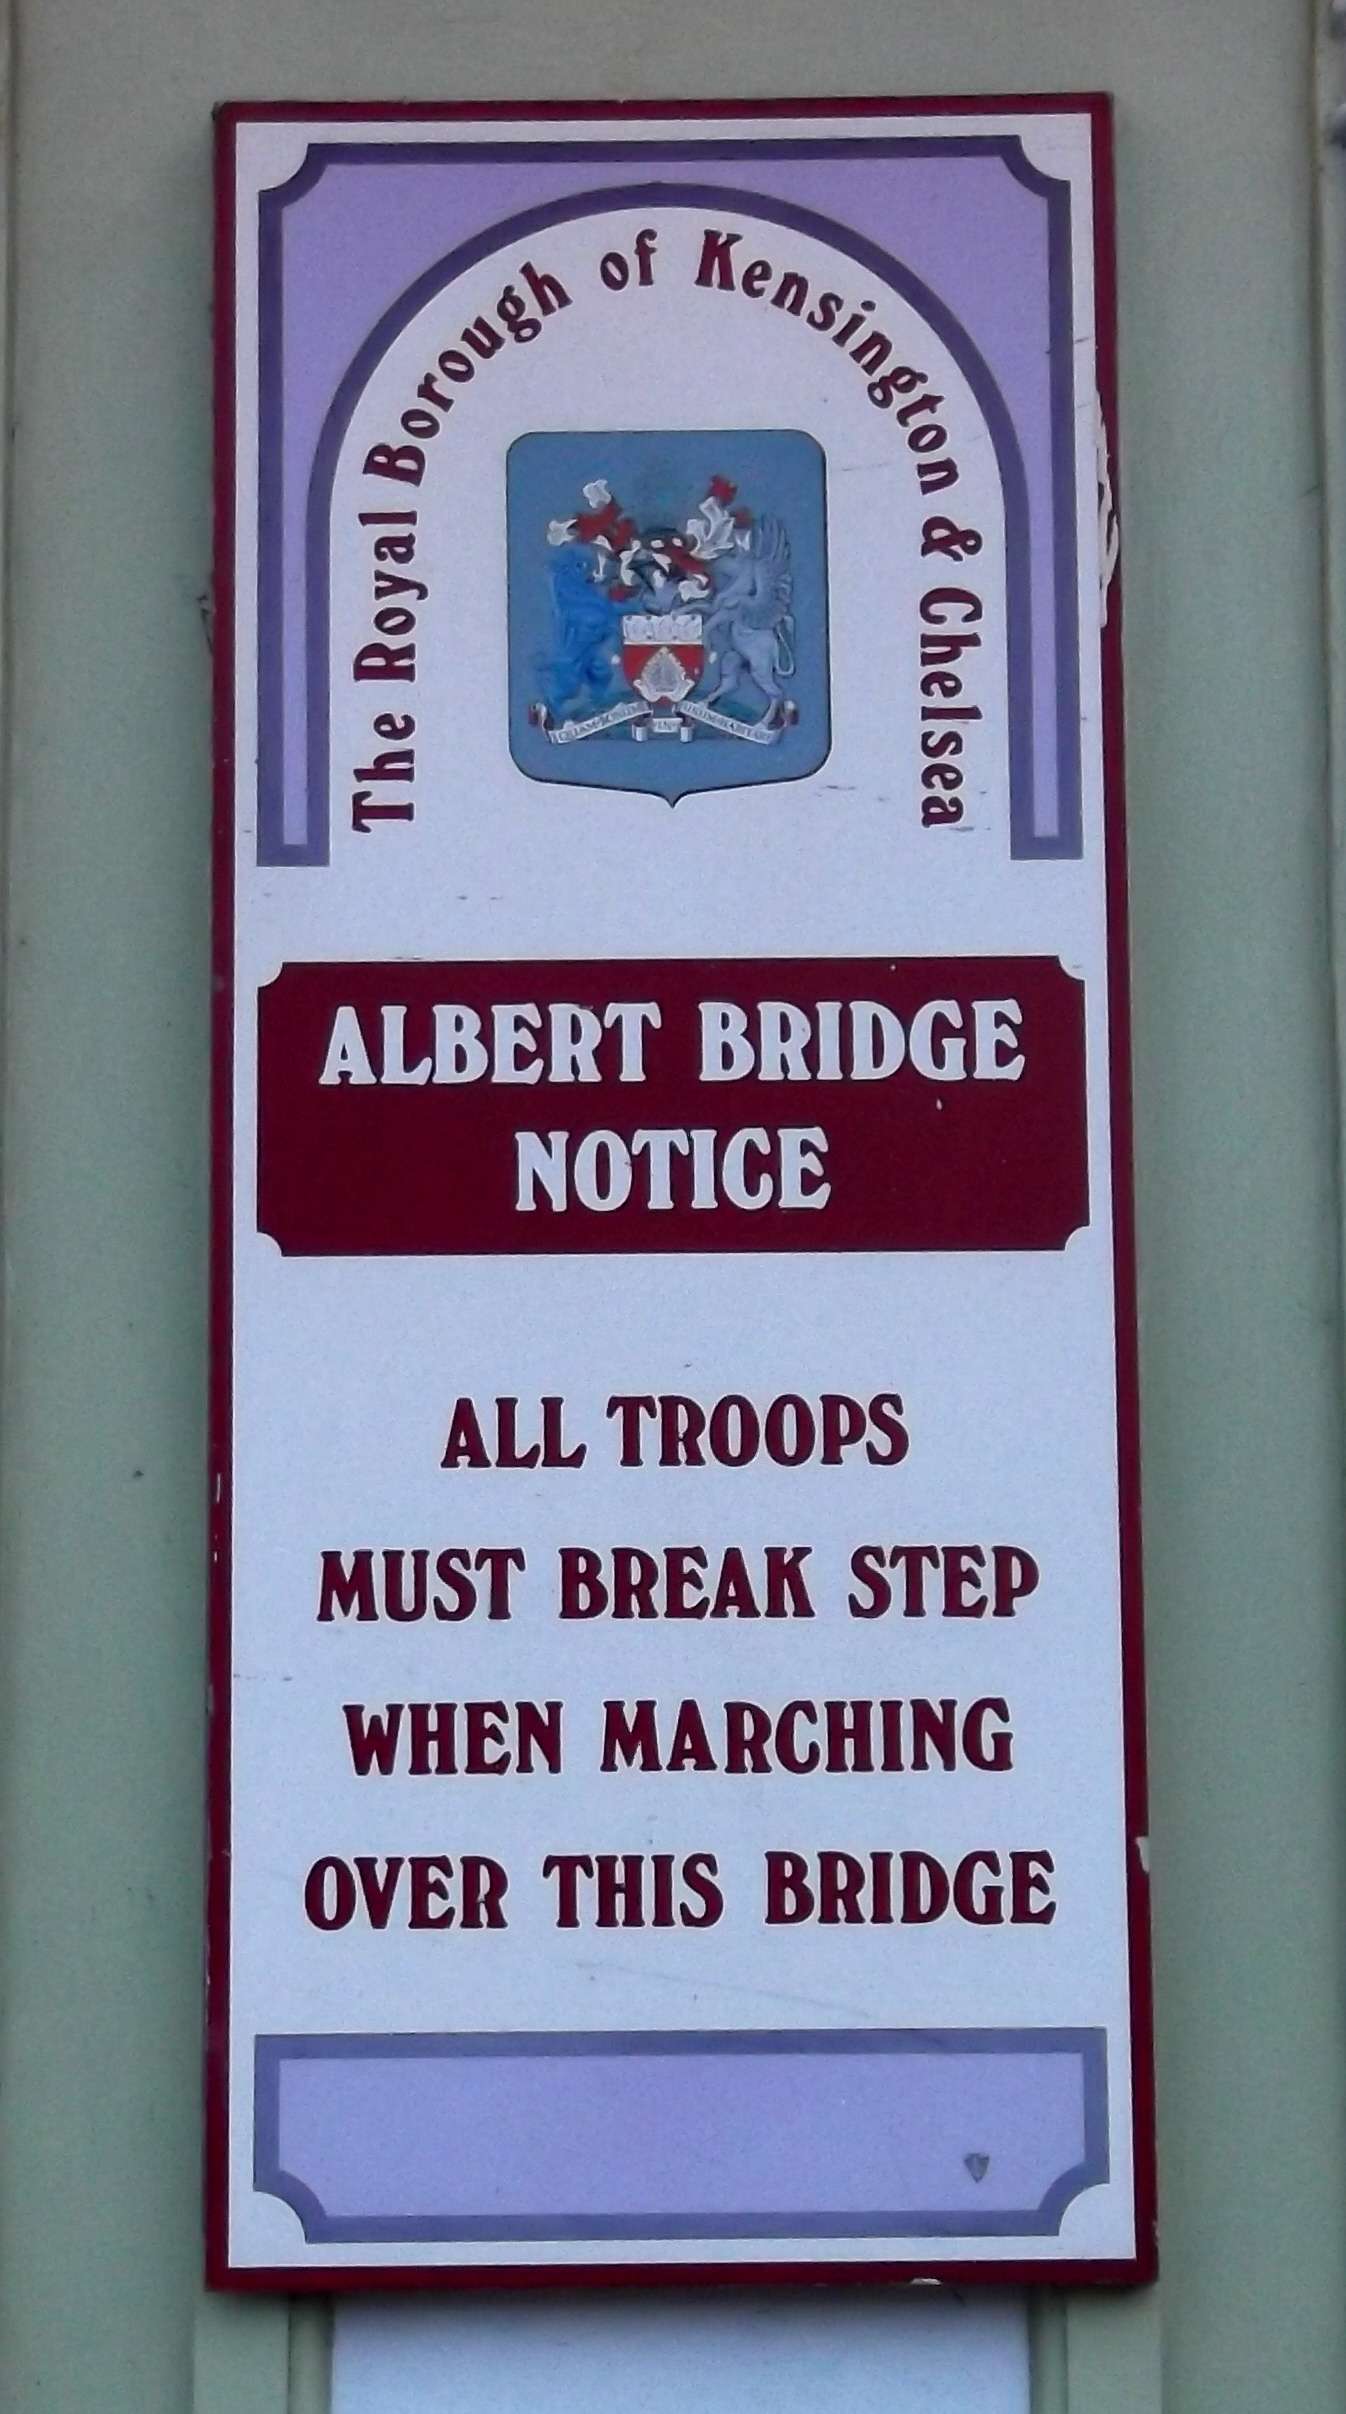 The Royal Borough of Kensington & Chelsea
ALBERT BRIDGE
NOTICE
ALL TROOPS
MUST BREAK STEP
WHEN MARCHING
OVER THIS BRIDGE